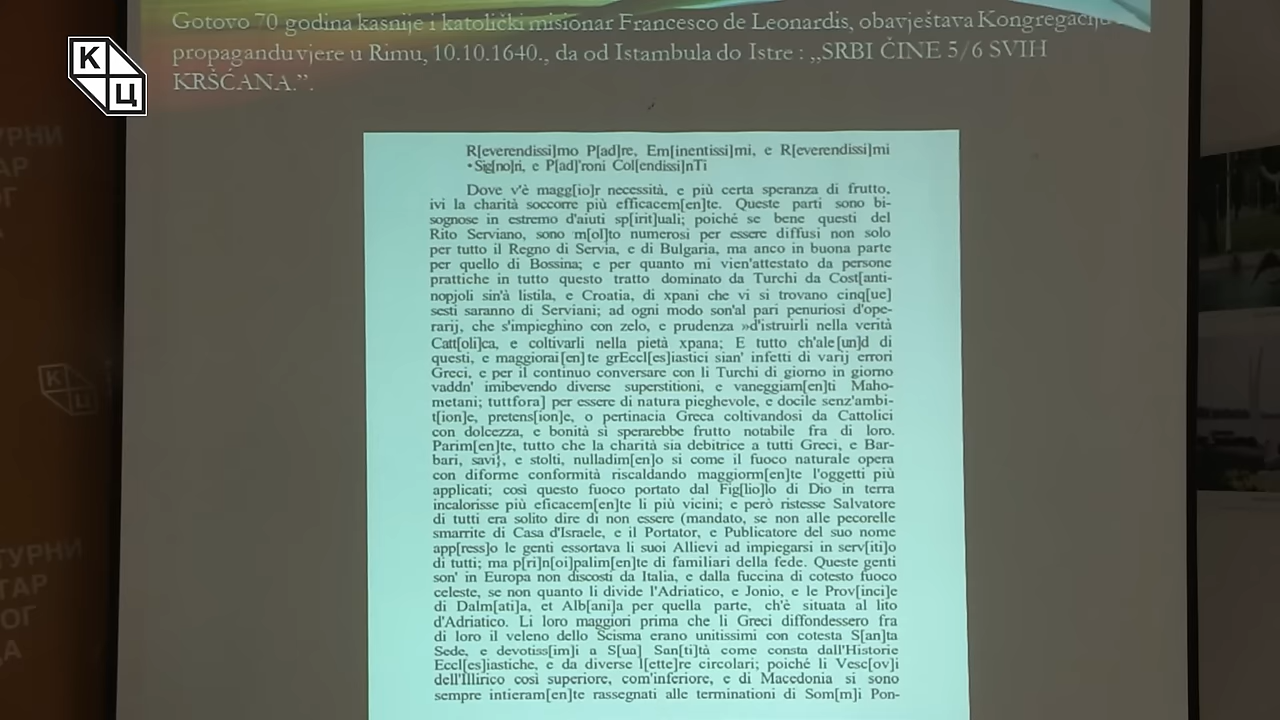 Gotovo 70 godina kasnije i katolički misionar Francesco de Leonardis, obavještava Kongregaciju
propagandu vjere u Rimu, 10.10.1640., da od Istambula do Istre : „SRBI ČINE 5/6 SVIH
KRŠĆANA.”.
К
Ц
R[everendissi]mo P[ad]re, Em[inentissi]mi, e R[everendissi]mi
•Sig[no]ri, e P[ad]'roni Col[endissi]nTi
Dove v'è magg[io]r necessità, e più certa speranza di frutto,
ivi la charità soccorre più efficacem[en]te. Queste parti sono bi-
sognose in estremo d'aiuti sp[irit]uali; poiché se bene questi del
Rito Serviano, sono m[ol]to numerosi per essere diffusi non solo
per tutto il Regno di Servia, e di Bulgaria, ma anco in buona parte
per quello di Bossina; e per quanto mi vien'attestato da persone
prattiche in tutto questo tratto dominato da Turchi da Cost[anti-
nopjoli sin'à listila, e Croatia, di xpani che vi si trovano cinq[ue]
sesti saranno di Serviani; ad ogni modo son'al pari penuriosi d'ope-
rarij, che s'impieghino con zelo, e prudenza »d'istruirli nella verità
Catt[oli]ca, e coltivarli nella pietà xpana; E tutto ch'ale[un]d di
questi, e maggiorai[en]te grEccl[es]iastici sian' infetti di varij errori
Greci, e per il continuo conversare con li Turchi di giorno in giorno
vaddn' imibevendo diverse superstitioni, e vaneggiam[en]ti Maho-
metani; tuttfora] per essere di natura pieghevole, e docile senz'ambi-
t[ion]e, pretens[ion]e, o pertinacia Greca coltivandosi da Cattolici
con dolcezza, e bonità si sperarebbe frutto notabile fra di loro.
Parim[en]te, tutto che la charità sia debitrice a tutti Greci, e Bar-
bari, savi}, e stolti, nulladim[en]o si come il fuoco naturale opera
con diforme conformità riscaldando maggiorm[en]te l'oggetti più
applicati; così questo fuoco portato dal Fig[lio]lo di Dio in terra
incalorisse più eficacem[en]te li più vicini; e però ristesse Salvatore
di tutti era solito dire di non essere (mandato, se non alle pecorelle
smarrite di Casa d'Israele, e il Portator, e Publicatore del suo nome
app[ress]o le genti essortava li suoi Allievi ad impiegarsi in serv[iti]o
di tutti; ma p[ri]n[oi]palim[en]te di familiari della fede. Queste genti
son' in Europa non discosti da Italia, e dalla fuccina di cotesto fuoco
celeste, se non quanto li divide l'Adriatico, e Jonio, e le Prov[inci]e
di Dalm[ati]a, et Alb[ani]a per quella parte, ch'è situata al lito
d'Adriatico. Li loro maggiori prima che li Greci diffondessero fra
di loro il veleno dello Scisma erano unitissimi con cotesta S[an]ta
Sede, e devotiss[im]i a S[ua] San[ti]tà come consta dall'Historie
Eccl[es]iastiche, e da diverse l[ette]re circolari; poiché li Vesc[ov]i
dell'Illirico così superiore, com'inferiore, e di Macedonia si sono
sempre intieram[en]te rassegnati alle terminationi di Som[m]i Pon-